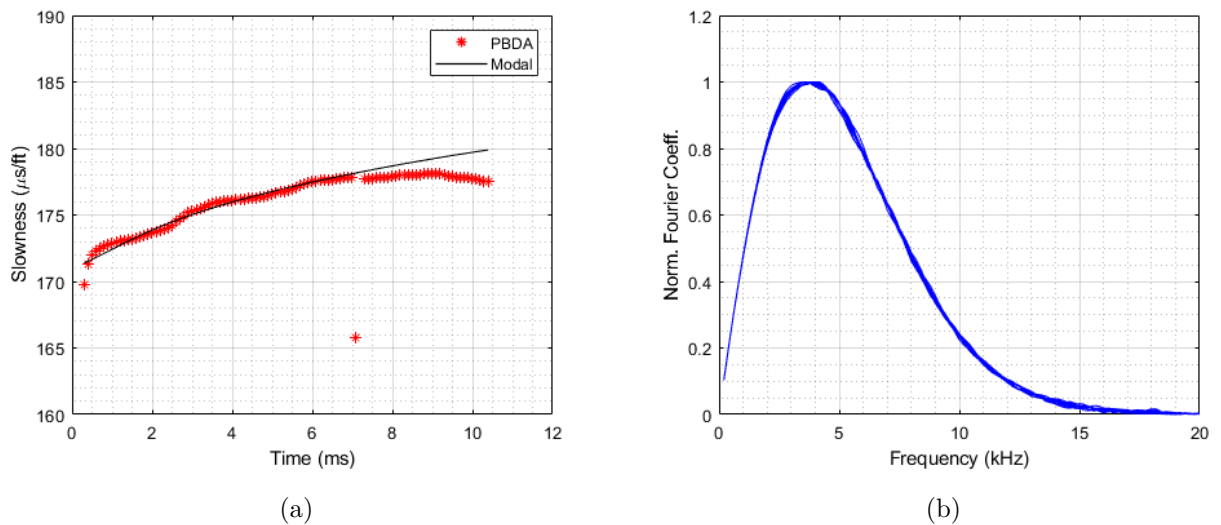 190
185
180
175
170
165
160
Slowness (μs/ft)
PBDA
Modal
0 2 4 6 8 10 12
Time (ms)
(a)
1.2
1
0.8
0.6
0.4
0.2
0
Norm. Fourier Coeff.
0 5 10 15 20
Frequency (kHz)
(b)